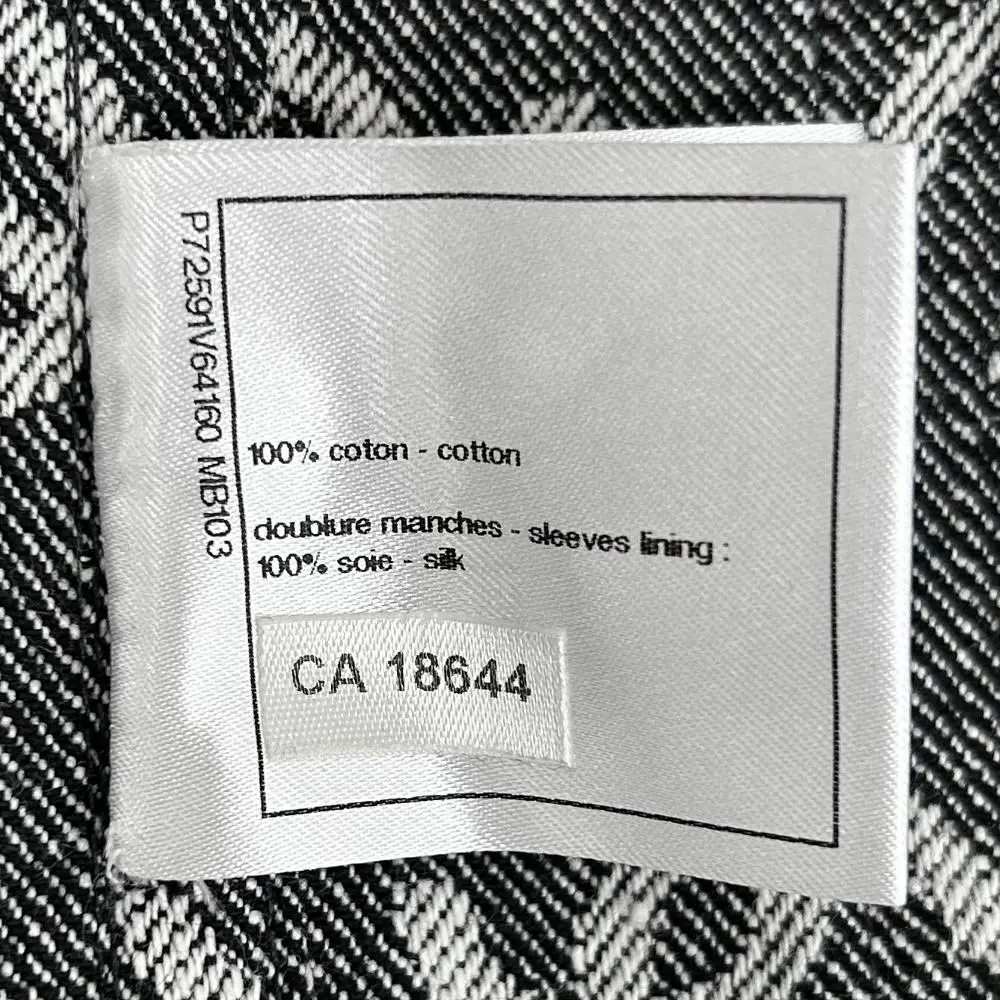 P72591V64160 MB103
100% coton - cotton
doublure manches - sleeves lining :
100% soie - silk
CA 18644